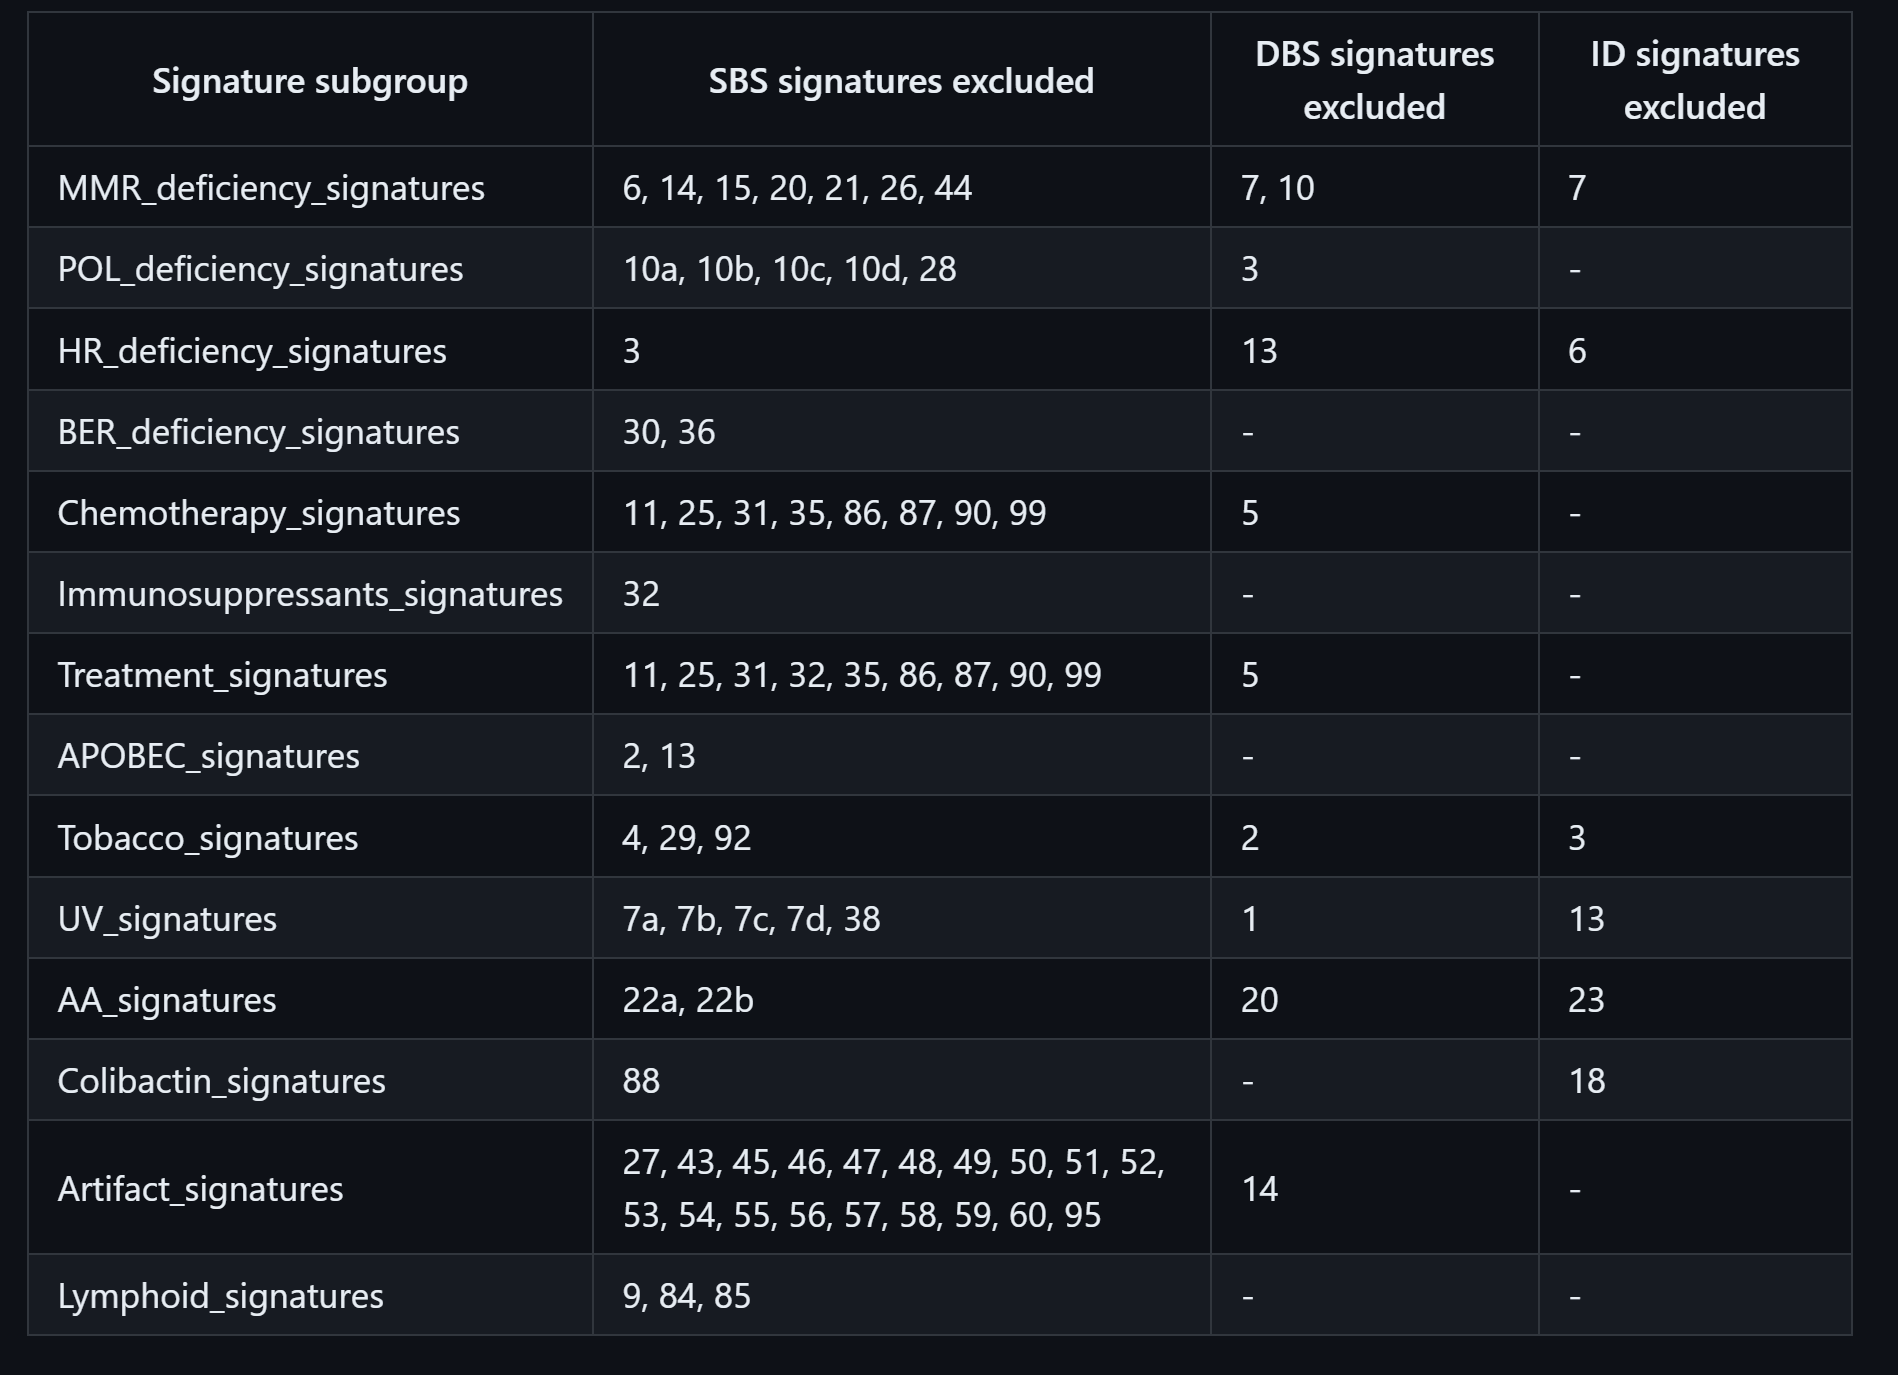 Signature subgroup SBS signatures excluded DBS signatures excluded ID signatures excluded
MMR_deficiency_signatures 6, 14, 15, 20, 21, 26, 44 7, 10 7
POL_deficiency_signatures 10a, 10b, 10c, 10d, 28 3 -
HR_deficiency_signatures 3 13 6
BER_deficiency_signatures 30, 36 - -
Chemotherapy_signatures 11, 25, 31, 35, 86, 87, 90, 99 5 -
Immunosuppressants_signatures 32 - -
Treatment_signatures 11, 25, 31, 32, 35, 86, 87, 90, 99 5 -
APOBEC_signatures 2, 13 - -
Tobacco_signatures 4, 29, 92 2 3
UV_signatures 7a, 7b, 7c, 7d, 38 1 13
AA_signatures 22a, 22b 20 23
Colibactin_signatures 88 - 18
Artifact_signatures 27, 43, 45, 46, 47, 48, 49, 50, 51, 52,
53, 54, 55, 56, 57, 58, 59, 60, 95 14 -
Lymphoid_signatures 9, 84, 85 - -